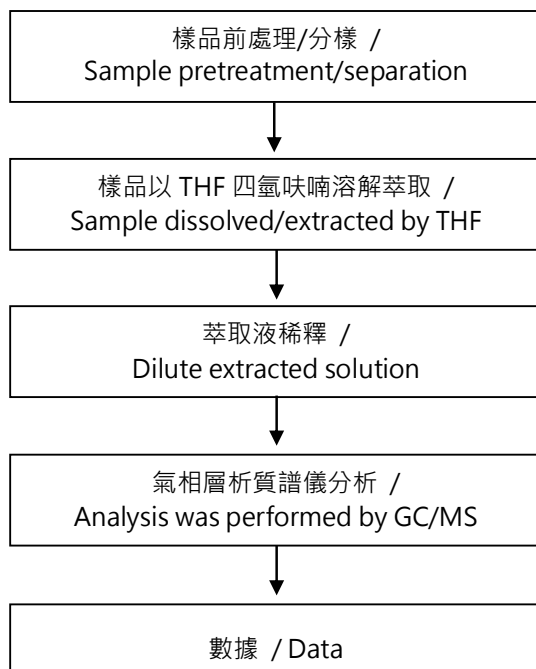 樣品前處理/分樣 /
Sample pretreatment/separation
樣品以 THF 四氫呋喃溶解萃取 /
Sample dissolved/extracted by THF
萃取液稀釋 /
Dilute extracted solution
氣相層析質譜儀分析 /
Analysis was performed by GC/MS
數據 / Data